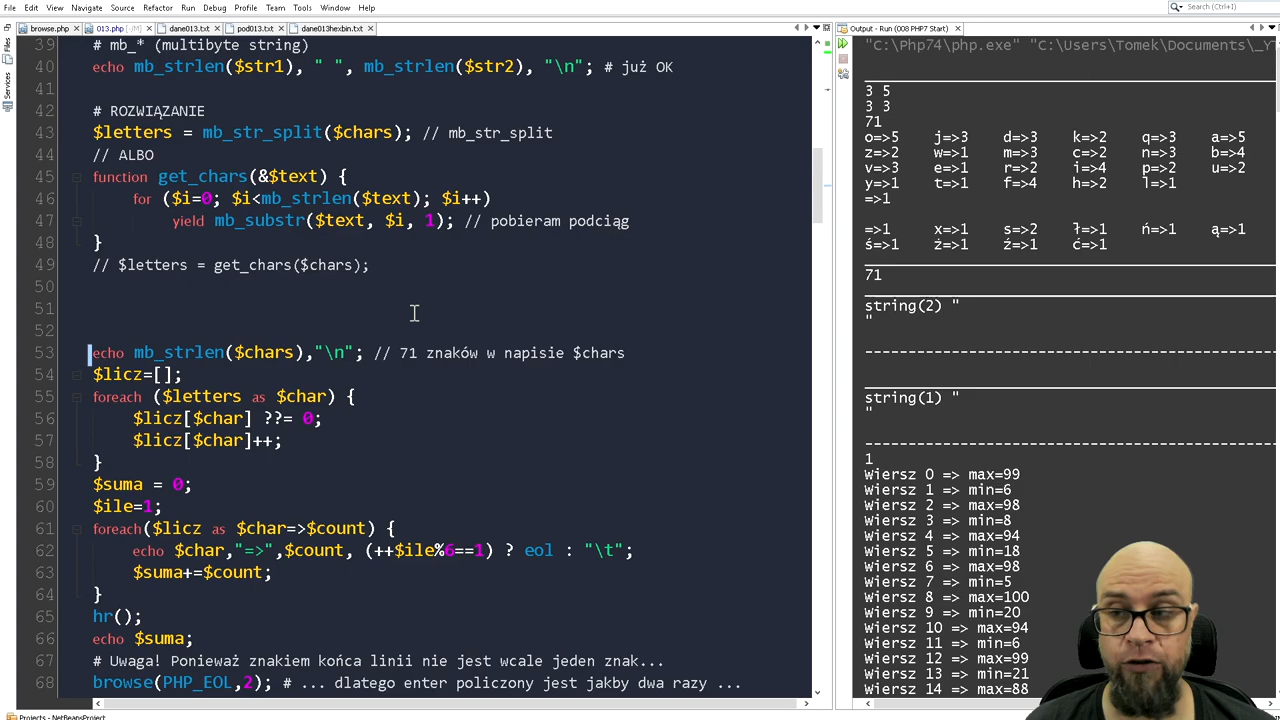 File Edit View Navigate Source Refactor Run Debug Profile Team Tools Window Help
Search (Ctrl+I)
browse.php 013.php [-/M] dane013.txt pod013.txt dane013hexbin.txt
Output - Run (008 PHP7 Start)
Files
Services
39 # mb_* (multibyte string)
40 echo mb_strlen($str1), " ", mb_strlen($str2), "\n"; # już OK
41
42 # ROZWIĄZANIE
43 $letters = mb_str_split($chars); // mb_str_split
44 // ALBO
45 function get_chars(&$text) {
46 for ($i=0; $i<mb_strlen($text); $i++)
47 yield mb_substr($text, $i, 1); // pobieram podciąg
48 }
49 // $letters = get_chars($chars);
50
51
52
53 echo mb_strlen($chars),"\n"; // 71 znaków w napisie $chars
54 $licz=[];
55 foreach ($letters as $char) {
56 $licz[$char] ??= 0;
57 $licz[$char]++;
58 }
59 $suma = 0;
60 $ile=1;
61 foreach($licz as $char=>$count) {
62 echo $char,"=>",$count, (++$ile%6==1) ? eol : "\t";
63 $suma+=$count;
64 }
65 hr();
66 echo $suma;
67 # Uwaga! Ponieważ znakiem końca linii nie jest wcale jeden znak...
68 browse(PHP_EOL,2); # ... dlatego enter policzony jest jakby dwa razy ...
"C:\Php74\php.exe" "C:\Users\Tomek\Documents\_YT
3 5
3 3
71
o=>5 j=>3 d=>3 k=>2 q=>3 a=>5
z=>2 w=>1 m=>3 c=>2 n=>3 b=>4
v=>3 e=>1 r=>2 i=>4 p=>2 u=>2
y=>1 t=>1 f=>4 h=>2 l=>1
=>1
=>1 x=>1 s=>2 ł=>1 ń=>1 ą=>1
ś=>1 ż=>1 ź=>1 ć=>1
71
string(2) "
"
string(1) "
"
1
Wiersz 0 => max=99
Wiersz 1 => min=6
Wiersz 2 => max=98
Wiersz 3 => min=8
Wiersz 4 => max=94
Wiersz 5 => min=18
Wiersz 6 => max=98
Wiersz 7 => min=5
Wiersz 8 => max=100
Wiersz 9 => min=20
Wiersz 10 => max=94
Wiersz 11 => min=6
Wiersz 12 => max=99
Wiersz 13 => min=21
Wiersz 14 => max=88
Projects - NetBeansProject